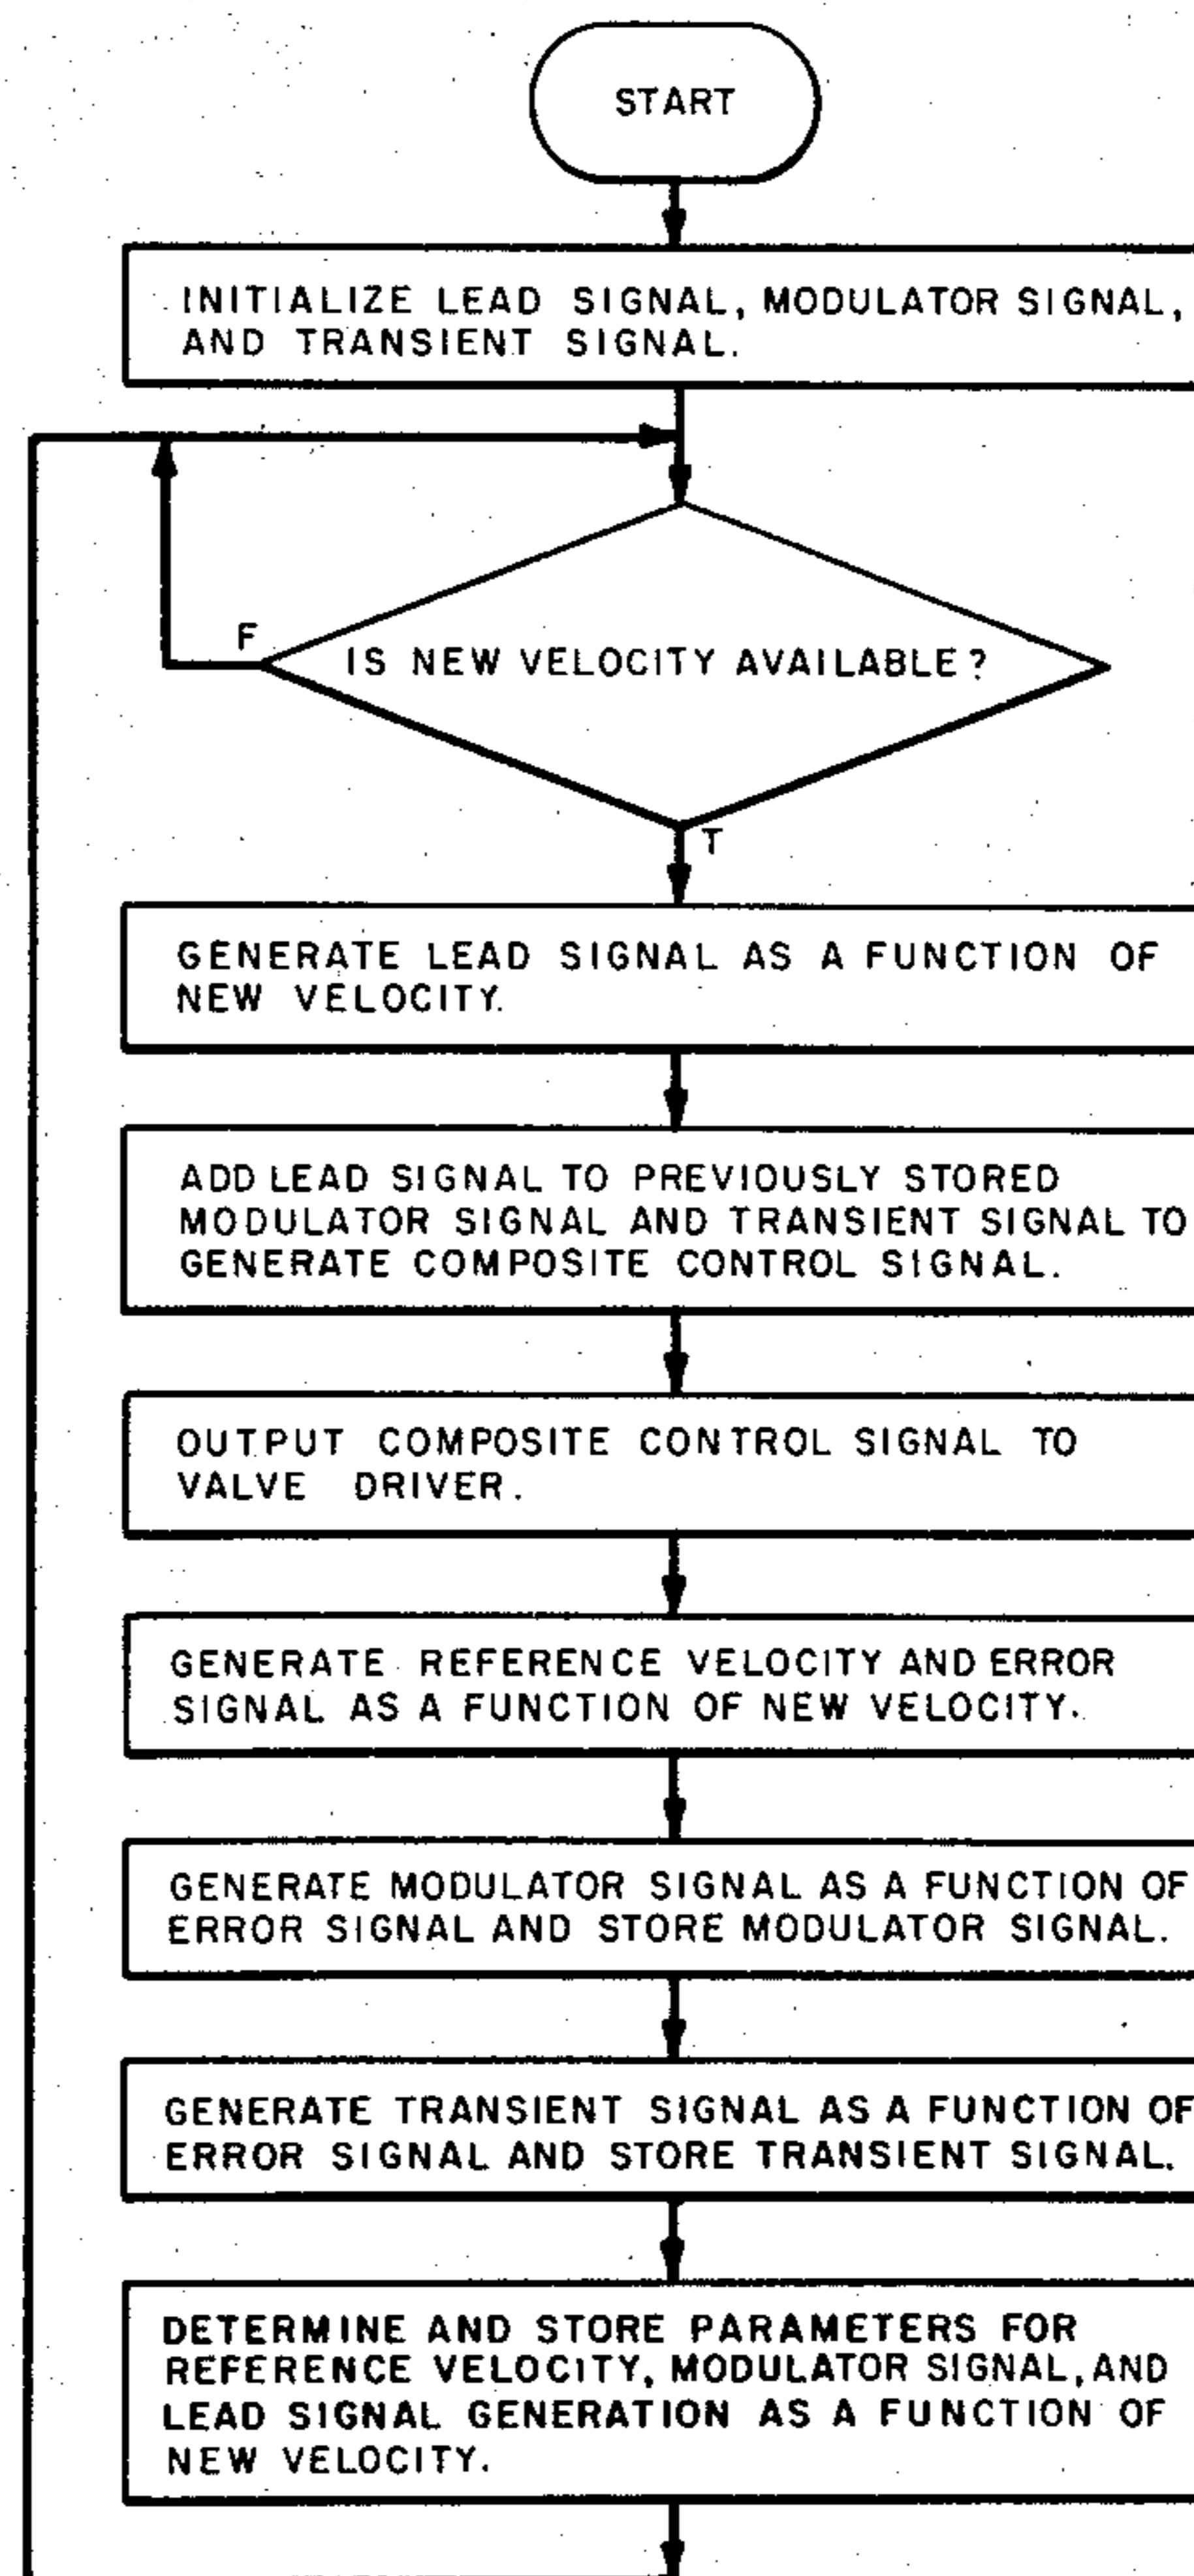 START
INITIALIZE LEAD SIGNAL, MODULATOR SIGNAL,
AND TRANSIENT SIGNAL.
F
IS NEW VELOCITY AVAILABLE?
T
GENERATE LEAD SIGNAL AS A FUNCTION OF
NEW VELOCITY.
ADD LEAD SIGNAL TO PREVIOUSLY STORED
MODULATOR SIGNAL AND TRANSIENT SIGNAL TO
GENERATE COMPOSITE CONTROL SIGNAL.
OUTPUT COMPOSITE CONTROL SIGNAL TO
VALVE DRIVER.
GENERATE REFERENCE VELOCITY AND ERROR
SIGNAL AS A FUNCTION OF NEW VELOCITY.
GENERATE MODULATOR SIGNAL AS A FUNCTION OF
ERROR SIGNAL AND STORE MODULATOR SIGNAL.
GENERATE TRANSIENT SIGNAL AS A FUNCTION OF
ERROR SIGNAL AND STORE TRANSIENT SIGNAL.
DETERMINE AND STORE PARAMETERS FOR
REFERENCE VELOCITY, MODULATOR SIGNAL, AND
LEAD SIGNAL GENERATION AS A FUNCTION OF
NEW VELOCITY.